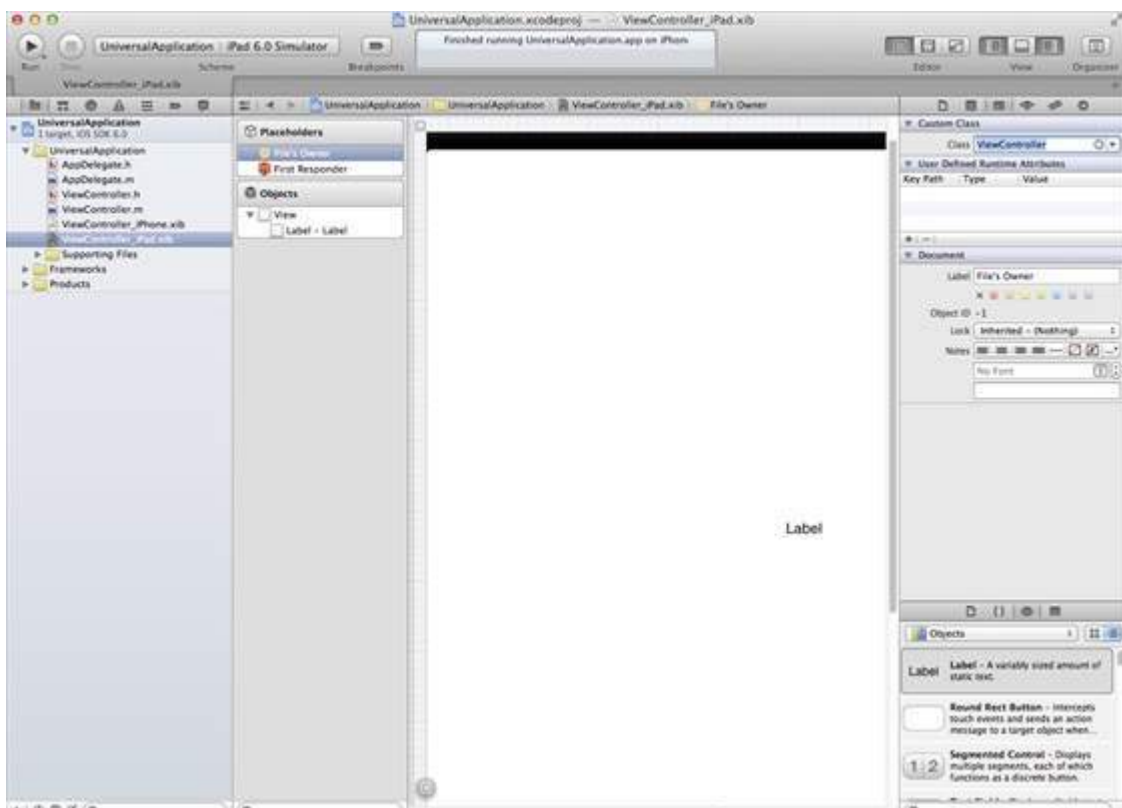 UniversalApplication.xcodeproj — ViewController_iPad.xib
UniversalApplication iPad 6.0 Simulator
Finished running UniversalApplication.app on iPhon
Run Scheme Breakpoints Editor View Organizer
ViewController_iPad.xib
UniversalApplication UniversalApplication ViewController_iPad.xib File's Owner
UniversalApplication
1 target, iOS SDK 6.0
UniversalApplication
AppDelegate.h
AppDelegate.m
ViewController.h
ViewController.m
ViewController_iPhone.xib
ViewController_iPad.xib
Supporting Files
Frameworks
Products
Placeholders
File's Owner
First Responder
Objects
View
Label - Label
Label
Custom Class
Class ViewController
User Defined Runtime Attributes
Key Path Type Value
Document
Label File's Owner
Object ID -1
Lock Inherited - (Nothing)
Notes
No Font
Objects
Label
Label - A variably sized amount of
static text.
Round Rect Button - Intercepts
touch events and sends an action
message to a target object when...
1 2
Segmented Control - Displays
multiple segments, each of which
functions as a discrete button.